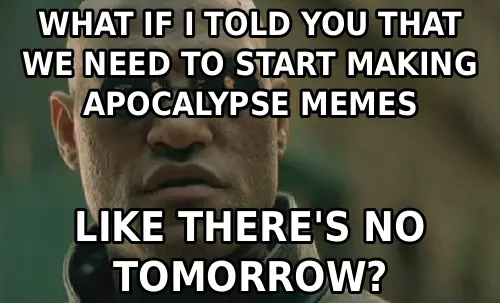 WHAT IF I TOLD YOU THAT
WE NEED TO START MAKING
APOCALYPSE MEMES
LIKE THERE'S NO
TOMORROW?